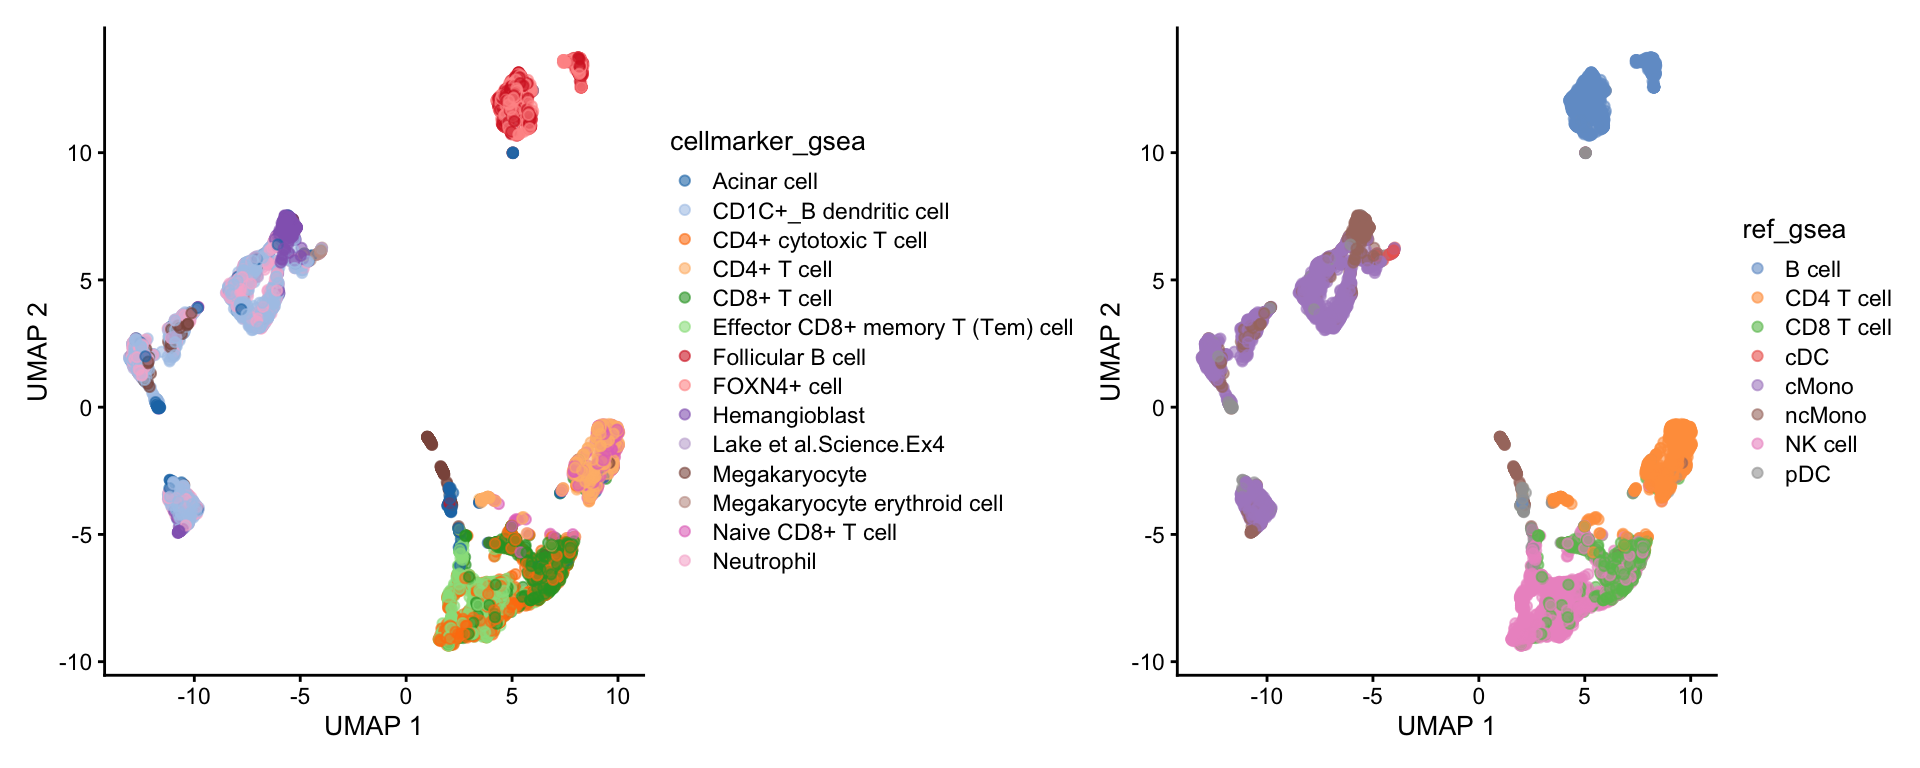 10
5
0
-5
-10
UMAP 2
-10
-5
0
5
10
UMAP 1
cellmarker_gsea
Acinar cell
CD1C+_B dendritic cell
CD4+ cytotoxic T cell
CD4+ T cell
CD8+ T cell
Effector CD8+ memory T (Tem) cell
Follicular B cell
FOXN4+ cell
Hemangioblast
Lake et al.Science.Ex4
Megakaryocyte
Megakaryocyte erythroid cell
Naive CD8+ T cell
Neutrophil
10
5
0
-5
-10
UMAP 2
-10
-5
0
5
10
UMAP 1
ref_gsea
B cell
CD4 T cell
CD8 T cell
cDC
cMono
ncMono
NK cell
pDC